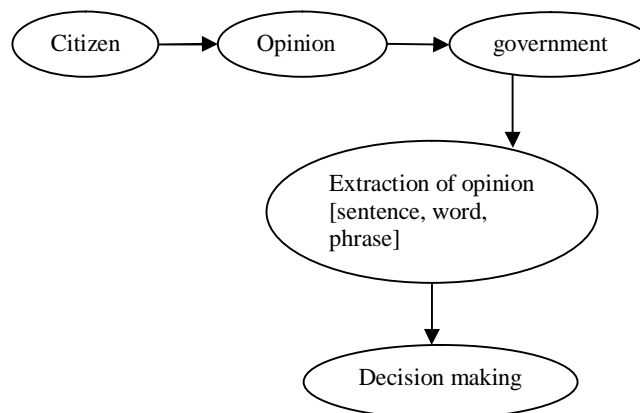 Citizen
Opinion
government
Extraction of opinion
[sentence, word,
phrase]
Decision making